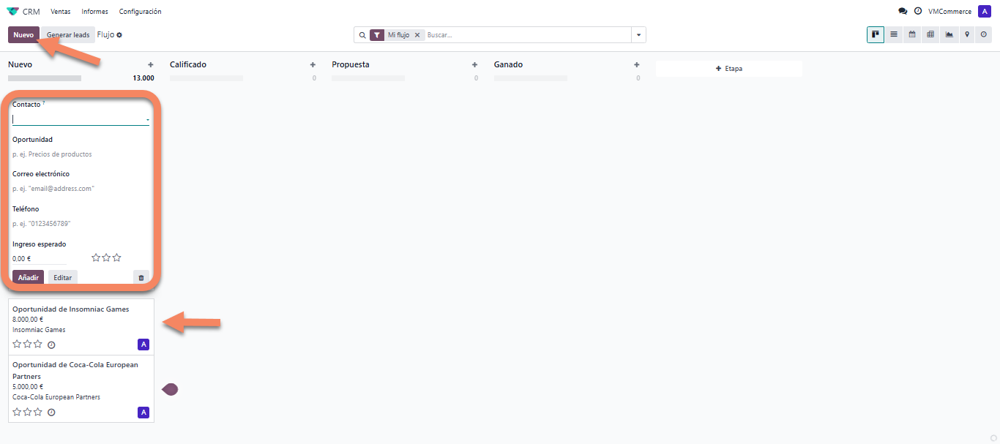 CRM Ventas Informes Configuración VMCommerce A
Nuevo Generar leads Flujo Mi flujo × Buscar...
Nuevo + Calificado + Propuesta + Ganado + + Etapa
13.000 0 0 0
Contacto ?
Oportunidad
p. ej. Precios de productos
Correo electrónico
p. ej. "email@address.com"
Teléfono
p. ej. "0123456789"
Ingreso esperado
0,00 €
Añadir Editar
Oportunidad de Insomniac Games
8.000,00 €
Insomniac Games
A
Oportunidad de Coca-Cola European
Partners
5.000,00 €
Coca-Cola European Partners
A